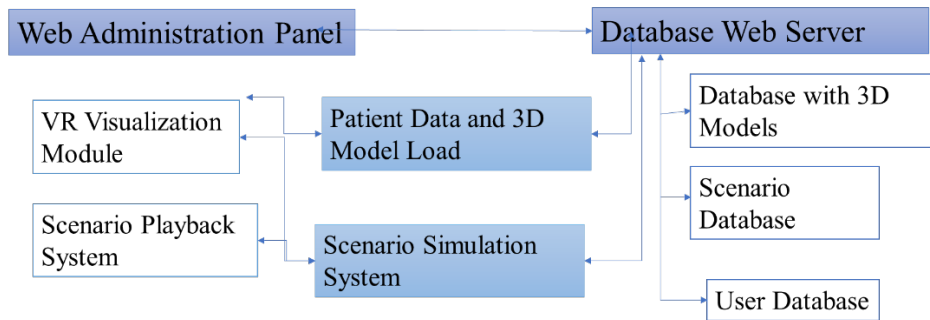 Web Administration Panel
Database Web Server
VR Visualization
Module
Patient Data and 3D
Model Load
Database with 3D
Models
Scenario Playback
System
Scenario Simulation
System
Scenario
Database
User Database